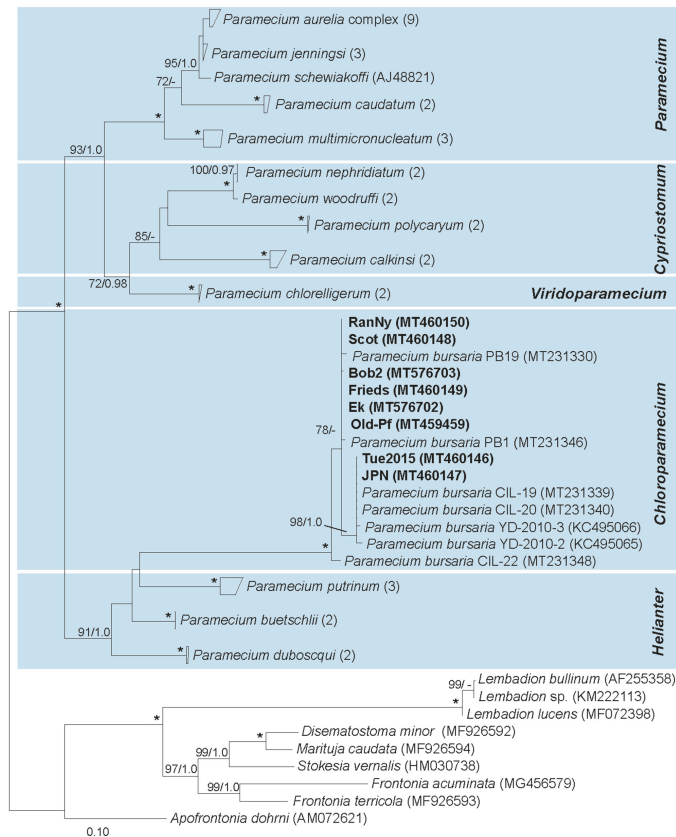 Paramecium aurelia complex (9)
Paramecium jenningsi (3)
95/1.0
Paramecium schewiakoffi (AJ48821)
72/-
* Paramecium caudatum (2)
*
* Paramecium multimicronucleatum (3)
Paramecium
93/1.0
100/0.97 Paramecium nephridiatum (2)
*
Paramecium woodruffi (2)
* Paramecium polycaryum (2)
85/-
* Paramecium calkinsi (2)
Cypriostomum
72/0.98
* Paramecium chlorelligerum (2)
Viridoparamecium
*
RanNy (MT460150)
Scot (MT460148)
Paramecium bursaria PB19 (MT231330)
Bob2 (MT576703)
Frieds (MT460149)
Ek (MT576702)
Old-Pf (MT459459)
78/-
Paramecium bursaria PB1 (MT231346)
Tue2015 (MT460146)
JPN (MT460147)
Paramecium bursaria CIL-19 (MT231339)
Paramecium bursaria CIL-20 (MT231340)
98/1.0
Paramecium bursaria YD-2010-3 (KC495066)
Paramecium bursaria YD-2010-2 (KC495065)
*
Paramecium bursaria CIL-22 (MT231348)
Chloroparamecium
* Paramecium putrinum (3)
* Paramecium buetschlii (2)
91/1.0
* Paramecium duboscqui (2)
Helianter
Lembadion bullinum (AF255358)
99/-
Lembadion sp. (KM222113)
*
Lembadion lucens (MF072398)
*
Disematostoma minor (MF926592)
*
Marituja caudata (MF926594)
99/1.0
Stokesia vernalis (HM030738)
97/1.0
Frontonia acuminata (MG456579)
99/1.0
Frontonia terricola (MF926593)
Apofrontonia dohrni (AM072621)
0.10